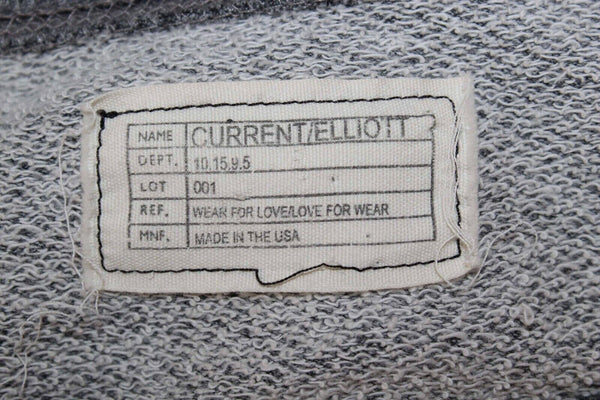 NAME CURRENT/ELLIOTT
DEPT. 10.15.9.5
LOT 001
REF. WEAR FOR LOVE/LOVE FOR WEAR
MNF. MADE IN THE USA